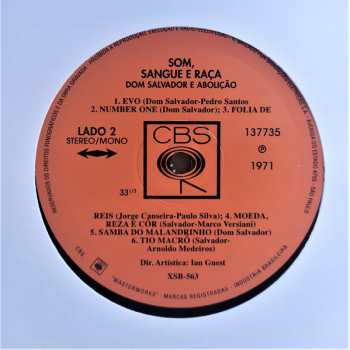 SOM,
SANGUE E RAÇA
DOM SALVADOR E ABOLIÇÃO
1. EVO (Dom Salvador-Pedro Santos
2. NUMBER ONE (Dom Salvador); 3. FOLIA DE
LADO 2
STEREO/MONO
CBS
137735
P
1971
33 1/3
REIS (Jorge Canseira-Paulo Silva); 4. MOEDA,
REZA E CÔR (Salvador-Marco Versiani)
5. SAMBA DO MALANDRINHO (Dom Salvador)
6. TIO MACRÔ (Salvador-
Arnoldo Medeiros)
Dir. Artística: Ian Guest
XSB-563
CBS
"MASTERWORKS" - MARCAS REGISTRADAS - INDÚSTRIA BRASILEIRA